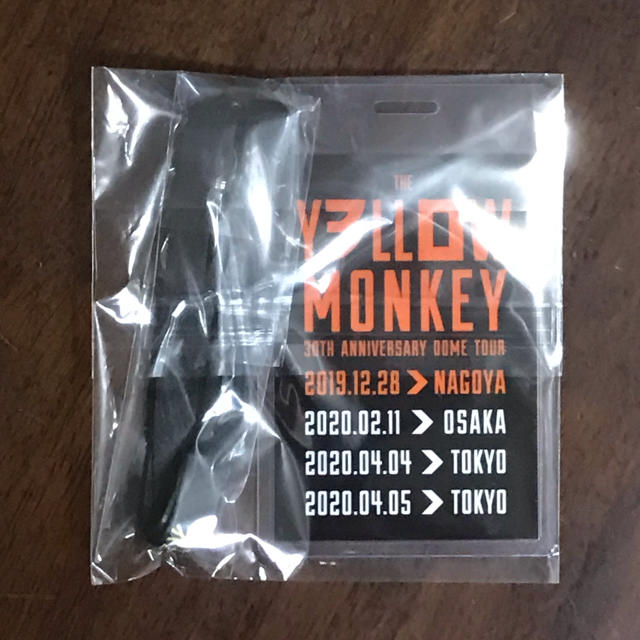 THE
Y3LLOW
MONKEY
30TH ANNIVERSARY DOME TOUR
2019.12.28 > NAGOYA
2020.02.11 > OSAKA
2020.04.04 > TOKYO
2020.04.05 > TOKYO